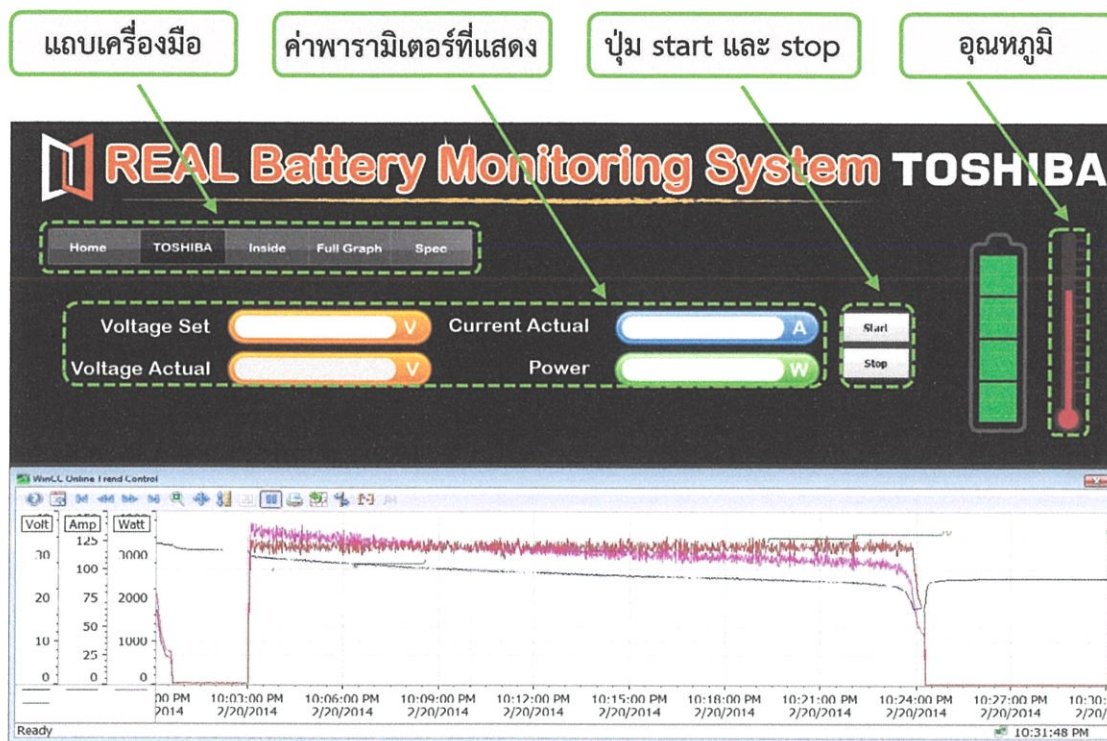 แถบเครื่องมือ
ค่าพารามิเตอร์ที่แสดง
ปุ่ม start และ stop
อุณหภูมิ
REAL Battery Monitoring System TOSHIBA
Home TOSHIBA Inside Full Graph Spec
Voltage Set V Current Actual A Start
Voltage Actual V Power W Stop
WinCC Online Trend Control
Volt Amp Watt
125
30 3000
100
20 75 2000
50
10 1000
25
0 0 0
10:03:00 PM 10:06:00 PM 10:09:00 PM 10:12:00 PM 10:15:00 PM 10:18:00 PM 10:21:00 PM 10:24:00 PM 10:27:00 PM
2/20/2014 2/20/2014 2/20/2014 2/20/2014 2/20/2014 2/20/2014 2/20/2014 2/20/2014 2/20/2014
Ready 10:31:48 PM